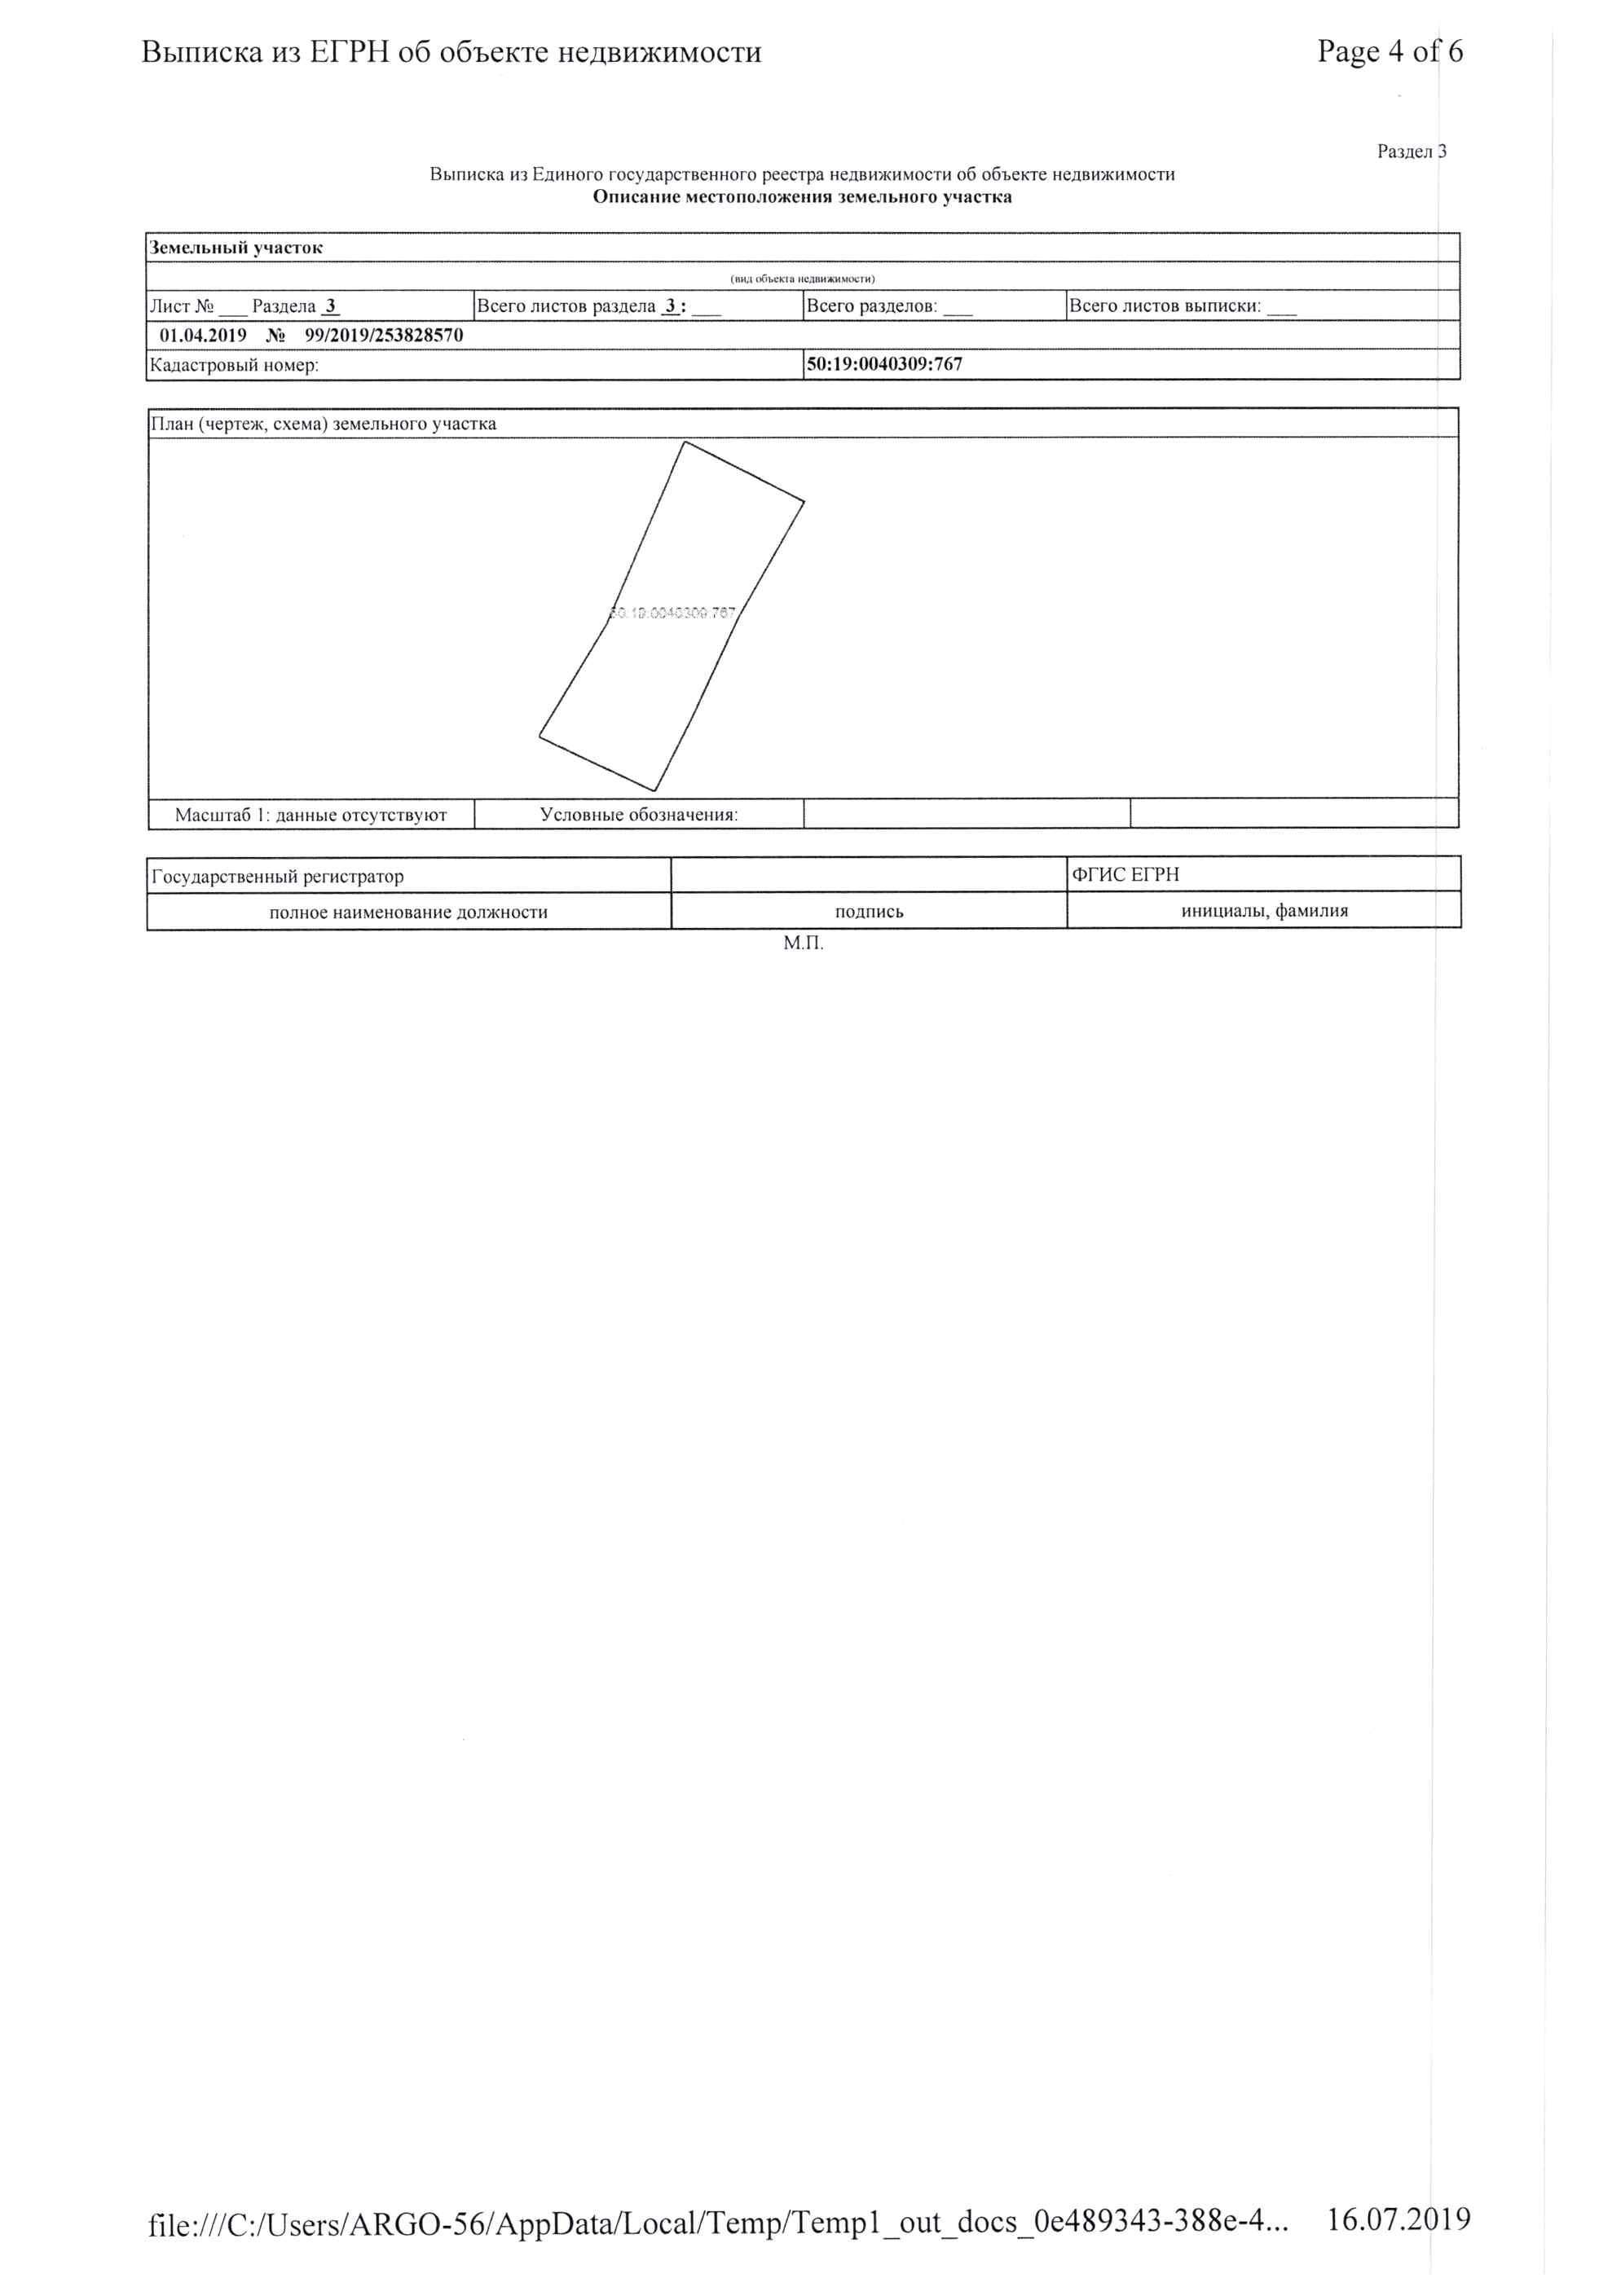 Выписка из ЕГРН об объекте недвижимости Page 4 of 6
Раздел 3
Выписка из Единого государственного реестра недвижимости об объекте недвижимости
Описание местоположения земельного участка
Земельный участок
(вид объекта недвижимости)
Лист № ___ Раздела 3 Всего листов раздела 3 : ___ Всего разделов: ___ Всего листов выписки: ___
01.04.2019 № 99/2019/253828570
Кадастровый номер: 50:19:0040309:767
План (чертеж, схема) земельного участка
50:19:0040309:767
Масштаб 1: данные отсутствуют Условные обозначения:
Государственный регистратор ФГИС ЕГРН
полное наименование должности подпись инициалы, фамилия
М.П.
file:///C:/Users/ARGO-56/AppData/Local/Temp/Temp1_out_docs_0e489343-388e-4... 16.07.2019